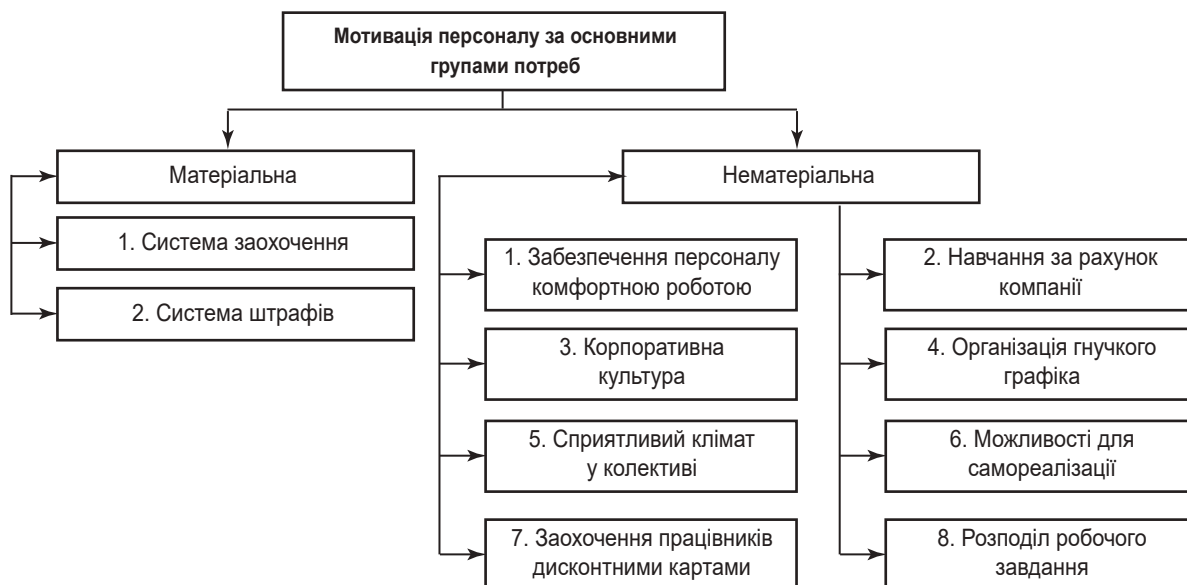 Мотивація персоналу за основними
групами потреб
Матеріальна
Нематеріальна
1. Система заохочення
2. Система штрафів
1. Забезпечення персоналу
комфортною роботою
2. Навчання за рахунок
компанії
3. Корпоративна
культура
4. Організація гнучкого
графіка
5. Сприятливий клімат
у колективі
6. Можливості для
самореалізації
7. Заохочення працівників
дисконтними картами
8. Розподіл робочого
завдання